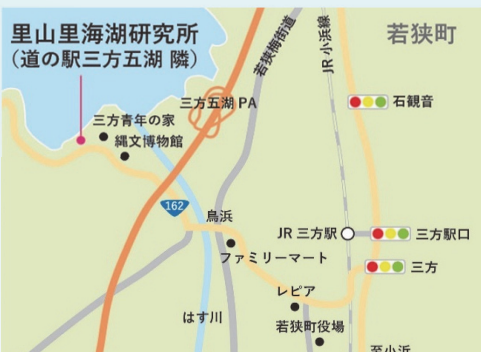 里山里海湖研究所
(道の駅三方五湖 隣)
若狭町
若狭梅街道
JR 小浜線
三方五湖 PA
石観音
三方青年の家
縄文博物館
162
鳥浜
JR 三方駅
三方駅口
ファミリーマート
三方
レピア
はす川
若狭町役場
至小浜